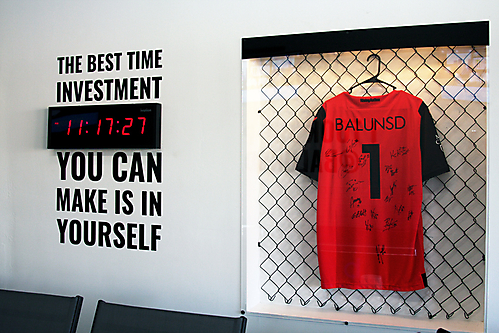 THE BEST TIME
INVESTMENT
11:17:27
YOU CAN
MAKE IS IN
YOURSELF
BALUNSD
1